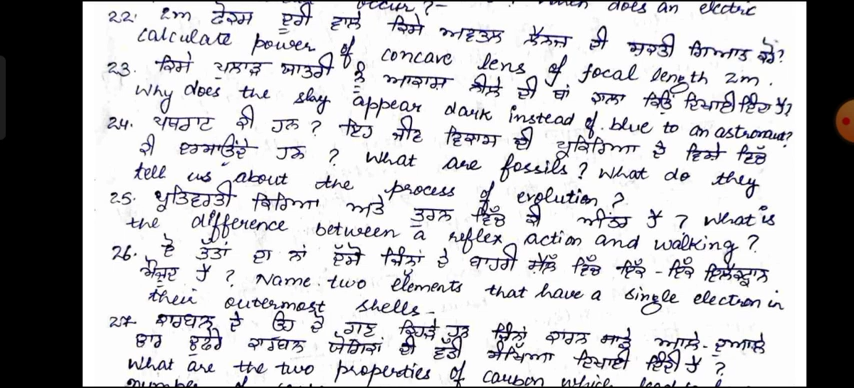 occur? - does an electric
22. 2m ਫੋਕਸ ਦੂਰੀ ਵਾਲੇ ਕਿਸੇ ਅਵਤਲ ਲੈਨਜ਼ ਦੀ ਸ਼ਕਤੀ ਗਿਆਤ ਕਰੋ?
calculate power of concave lens of focal length 2m.
23. ਕਿਸੇ ਪੁਲਾੜ ਯਾਤਰੀ ਨੂੰ ਆਕਾਸ਼ ਨੀਲੇ ਦੀ ਥਾਂ ਕਾਲਾ ਕਿਉਂ ਦਿਖਾਈ ਦਿੰਦਾ ਹੈ?
Why does the sky appear dark instead of blue to an astronaut?
24. ਪਥਰਾਟ ਕੀ ਹਨ? ਇਹ ਜੀਵ ਵਿਕਾਸ ਦੀ ਪ੍ਰਕਿਰਿਆ ਦੇ ਵਿਸ਼ੇ ਵਿੱਚ
ਕੀ ਦਰਸਾਉਂਦੇ ਹਨ? What are fossils? What do they
tell us about the process of evolution?
25. ਪ੍ਰਤਿਵਰਤੀ ਕਿਰਿਆ ਅਤੇ ਤੁਰਨ ਵਿੱਚ ਕੀ ਅੰਤਰ ਹੈ? What is
the difference between a reflex action and walking?
26. ਦੋ ਤੱਤਾਂ ਦਾ ਨਾਂ ਦੱਸੋ ਜਿੰਨਾਂ ਦੇ ਬਾਹਰੀ ਸ਼ੈੱਲ ਵਿੱਚ ਇੱਕ-ਇੱਕ ਇਲੈਕਟ੍ਰਾਨ
ਮੌਜੂਦ ਹੈ? Name two elements that have a single electron in
their outermost shells.
27. ਕਾਰਬਨ ਦੇ ਉਹ ਦੋ ਗੁਣ ਕਿਹੜੇ ਹਨ ਜਿੰਨਾਂ ਕਾਰਨ ਸਾਡੇ ਆਲੇ-ਦੁਆਲੇ
ਚਾਰ ਚੁਫੇਰੇ ਕਾਰਬਨ ਯੋਗਿਕਾਂ ਦੀ ਵੱਡੀ ਸੰਖਿਆ ਦਿਖਾਈ ਦਿੰਦੀ ਹੈ?
What are the two properties of carbon which